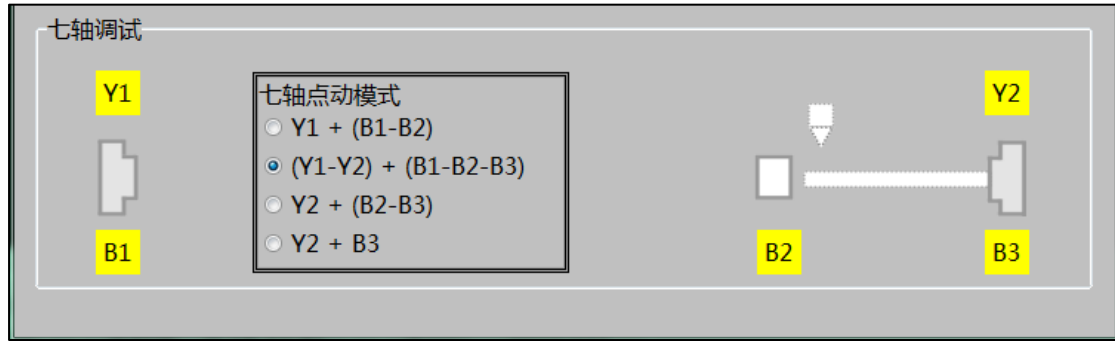 七轴调试
Y1
七轴点动模式
Y1 + (B1-B2)
(Y1-Y2) + (B1-B2-B3)
Y2 + (B2-B3)
Y2 + B3
B1
Y2
B2
B3